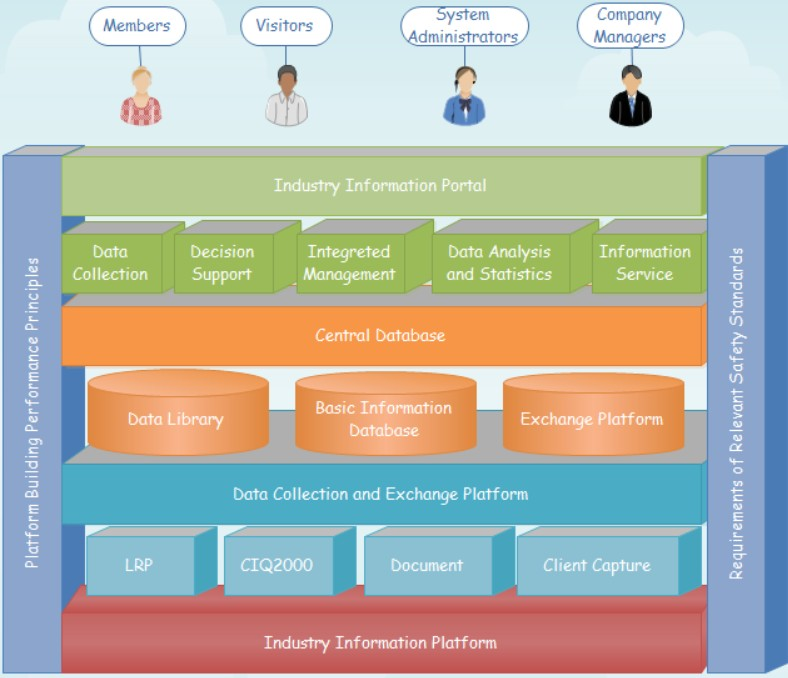 Members
Visitors
System
Administrators
Company
Managers
Industry Information Portal
Data
Collection
Decision
Support
Integreted
Management
Data Analysis
and Statistics
Information
Service
Central Database
Data Library
Basic Information
Database
Exchange Platform
Data Collection and Exchange Platform
LRP
CIQ2000
Document
Client Capture
Industry Information Platform
Platform Building Performance Principles
Requirements of Relevant Safety Standards